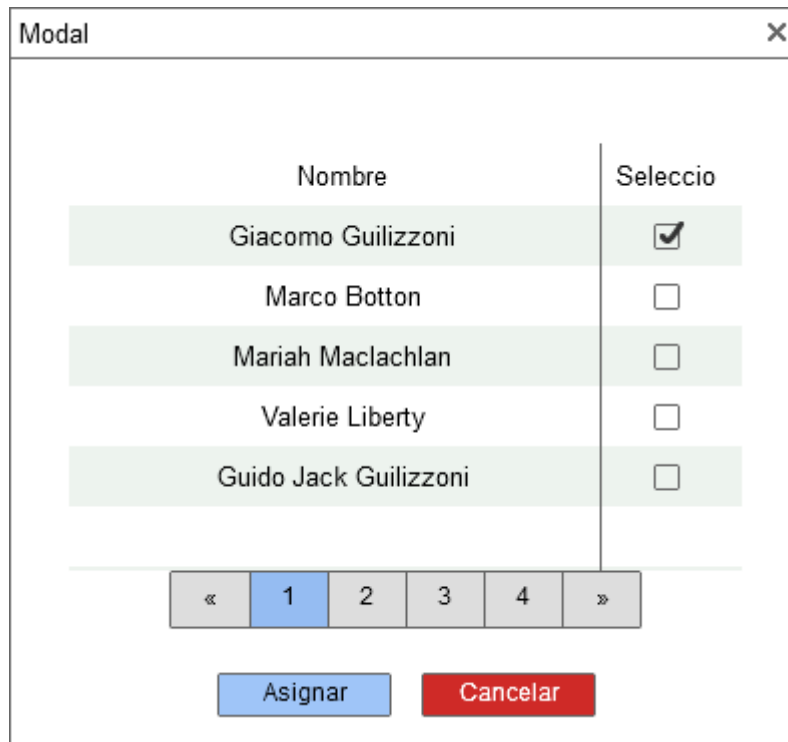 Modal
Nombre Seleccio
Giacomo Guilizzoni
Marco Botton
Mariah Maclachlan
Valerie Liberty
Guido Jack Guilizzoni
« 1 2 3 4 »
Asignar Cancelar